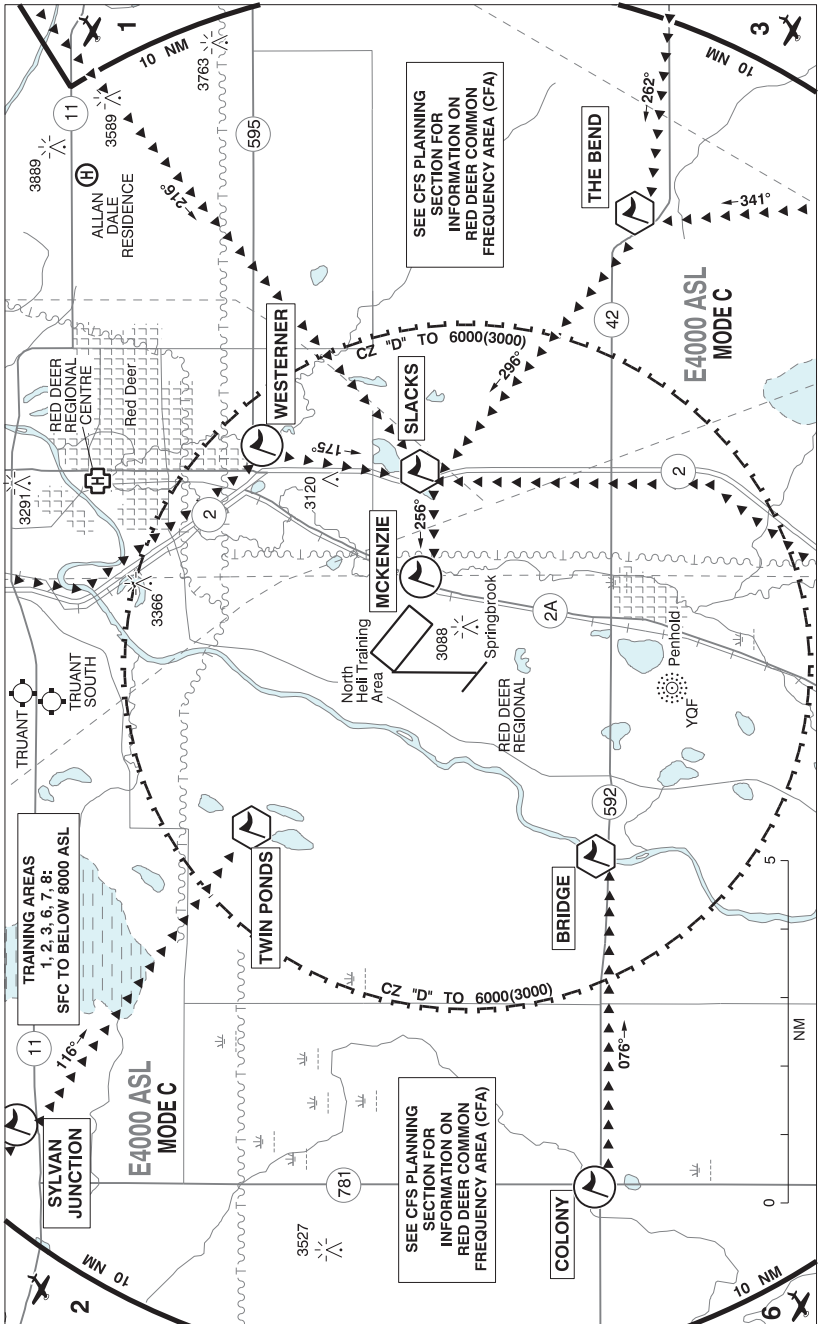 2
10 NM
SYLVAN
JUNCTION
11
116°
E4000 ASL
MODE C
TRAINING AREAS
1, 2, 3, 6, 7, 8:
SFC TO BELOW 8000 ASL
TRUANT
TRUANT
SOUTH
3366
3291
H
RED DEER
REGIONAL
CENTRE
Red Deer
3889
11
H
ALLAN
DALE
RESIDENCE
3589
1
10 NM
3763
216°
595
2
WESTERNER
TWIN PONDS
781
3527
SEE CFS PLANNING
SECTION FOR
INFORMATION ON
RED DEER COMMON
FREQUENCY AREA (CFA)
CZ "D" TO 6000(3000)
North
Heli Training
Area
3088
MCKENZIE
256°
3120
175°
SLACKS
CZ "D" TO 6000(3000)
296°
SEE CFS PLANNING
SECTION FOR
INFORMATION ON
RED DEER COMMON
FREQUENCY AREA (CFA)
Springbrook
RED DEER
REGIONAL
2A
COLONY
076°
BRIDGE
592
Penhold
YQF
2
42
THE BEND
262°
341°
E4000 ASL
MODE C
3
10 NM
0
5
NM
10 NM
6